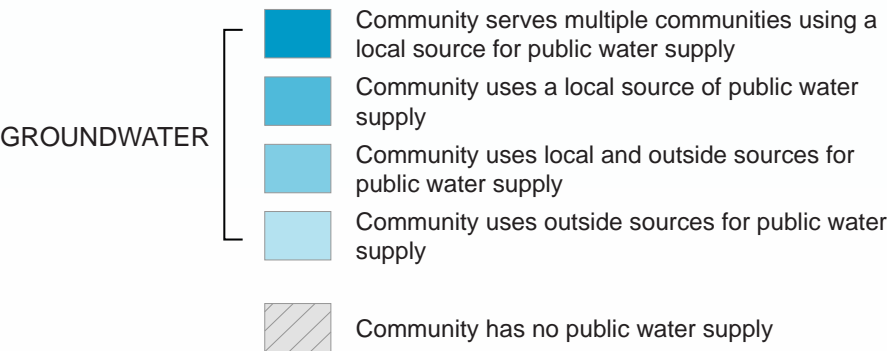 Community serves multiple communities using a
local source for public water supply
Community uses a local source of public water
supply
GROUNDWATER
Community uses local and outside sources for
public water supply
Community uses outside sources for public water
supply
Community has no public water supply